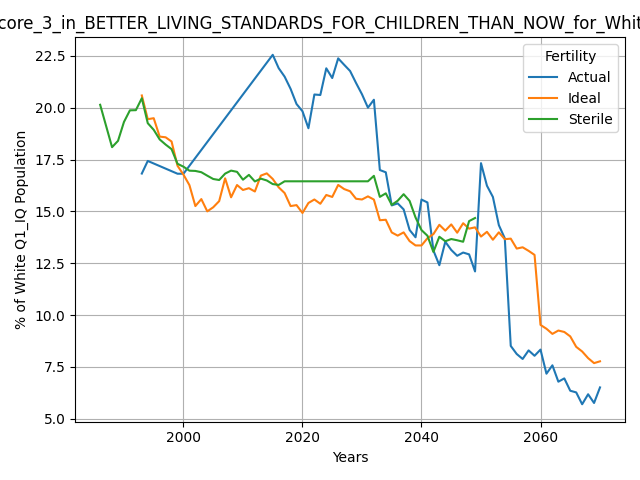 core_3_in_BETTER_LIVING_STANDARDS_FOR_CHILDREN_THAN_NOW_for_Whit
Fertility
Actual
Ideal
Sterile
% of White Q1_IQ Population
22.5
20.0
17.5
15.0
12.5
10.0
7.5
5.0
2000 2020 2040 2060
Years